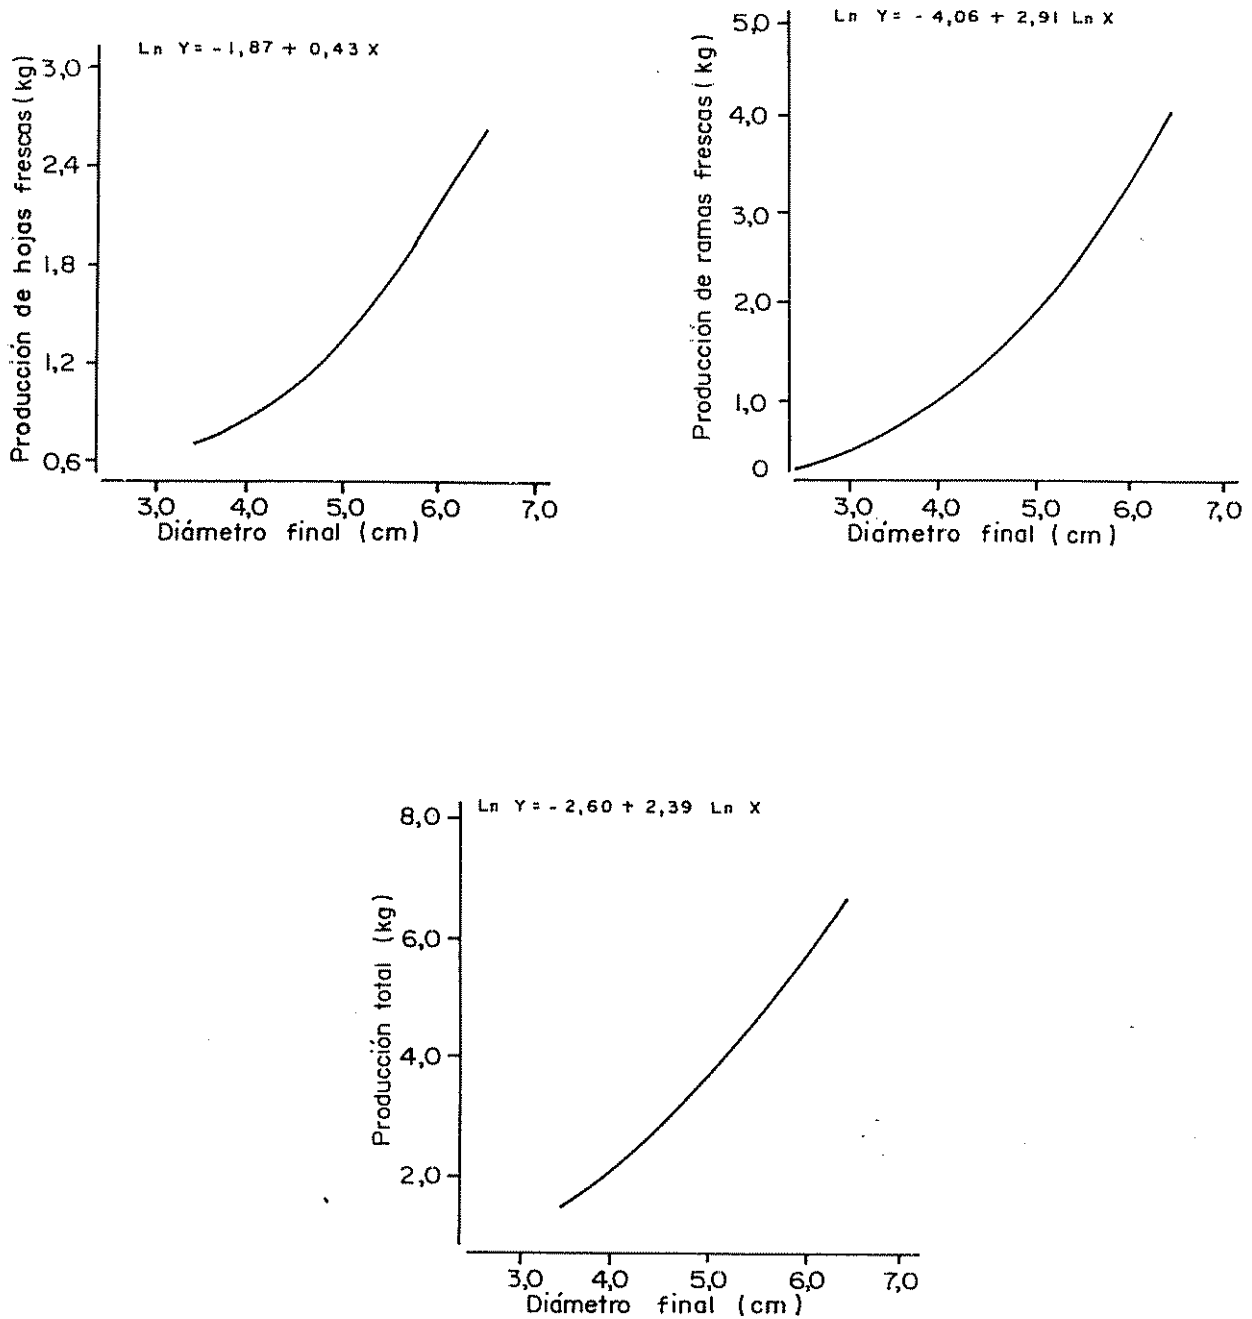 Ln Y = -1,87 + 0,43 X
Producción de hojas frescas (kg)
3,0
2,4
1,8
1,2
0,6
3,0 4,0 5,0 6,0 7,0
Diámetro final (cm)
Ln Y = - 4,06 + 2,91 Ln X
Producción de ramas frescas (kg)
5,0
4,0
3,0
2,0
1,0
0
3,0 4,0 5,0 6,0 7,0
Diámetro final (cm)
Ln Y = - 2,60 + 2,39 Ln X
Producción total (kg)
8,0
6,0
4,0
2,0
3,0 4,0 5,0 6,0 7,0
Diámetro final (cm)